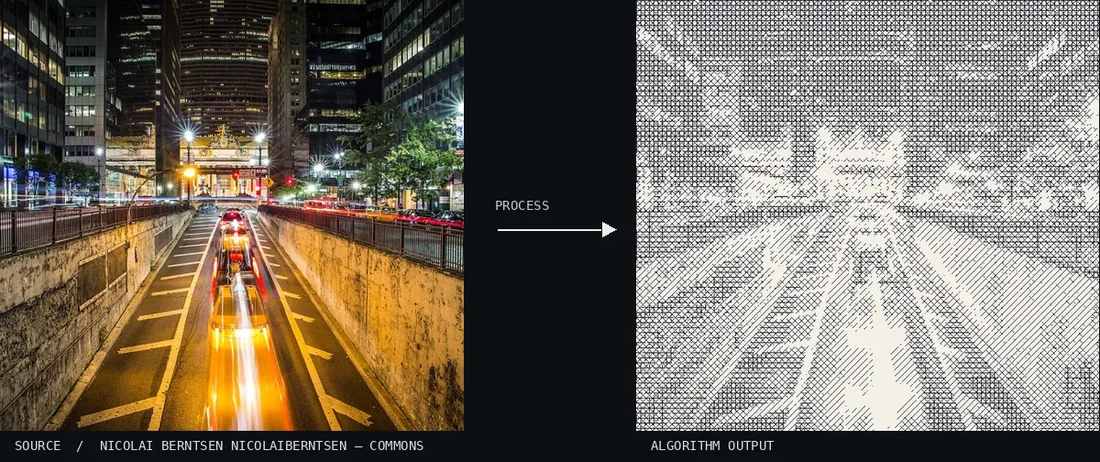 PROCESS
SOURCE / NICOLAI BERNTSEN NICOLAIBERNTSEN — COMMONS
ALGORITHM OUTPUT